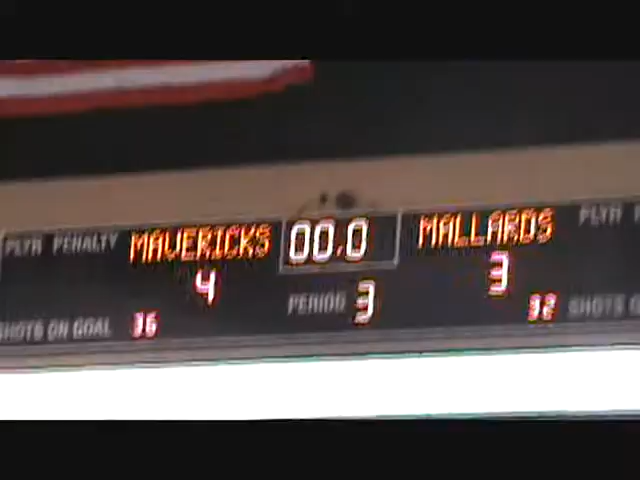 PLYR PENALTY MAVERICKS 00.0 MALLARDS PLYR
4 PERIOD 3 3
SHOTS ON GOAL 36 32 SHOTS